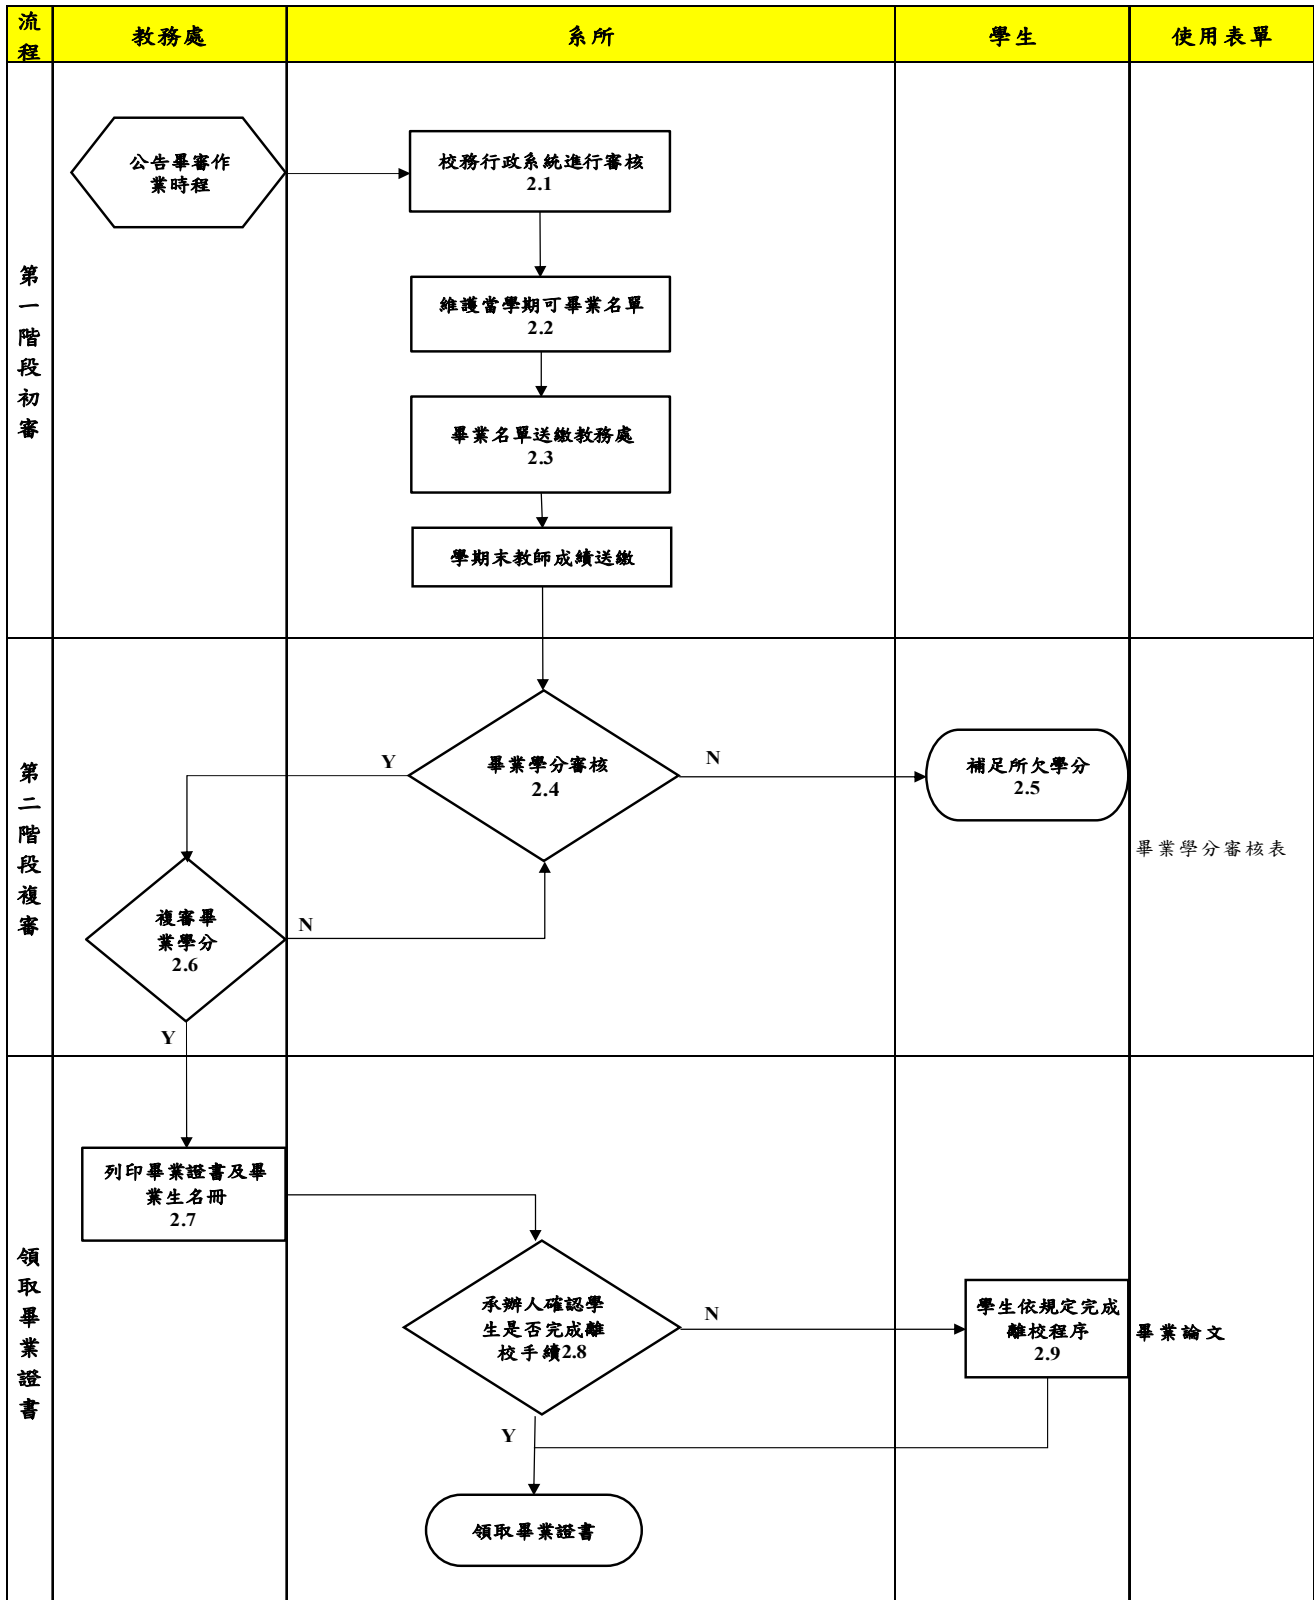 流
程
教務處
系所
學生
使用表單
第
一
階
段
初
審
公告畢審作
業時程
校務行政系統進行審核
2.1
維護當學期可畢業名單
2.2
畢業名單送繳教務處
2.3
學期末教師成績送繳
第
二
階
段
複
審
Y
畢業學分審核
2.4
N
補足所欠學分
2.5
畢業學分審核表
複審畢
業學分
2.6
N
Y
領
取
畢
業
證
書
列印畢業證書及畢
業生名冊
2.7
承辦人確認學
生是否完成離
校手續2.8
N
學生依規定完成
離校程序
2.9
畢業論文
Y
領取畢業證書